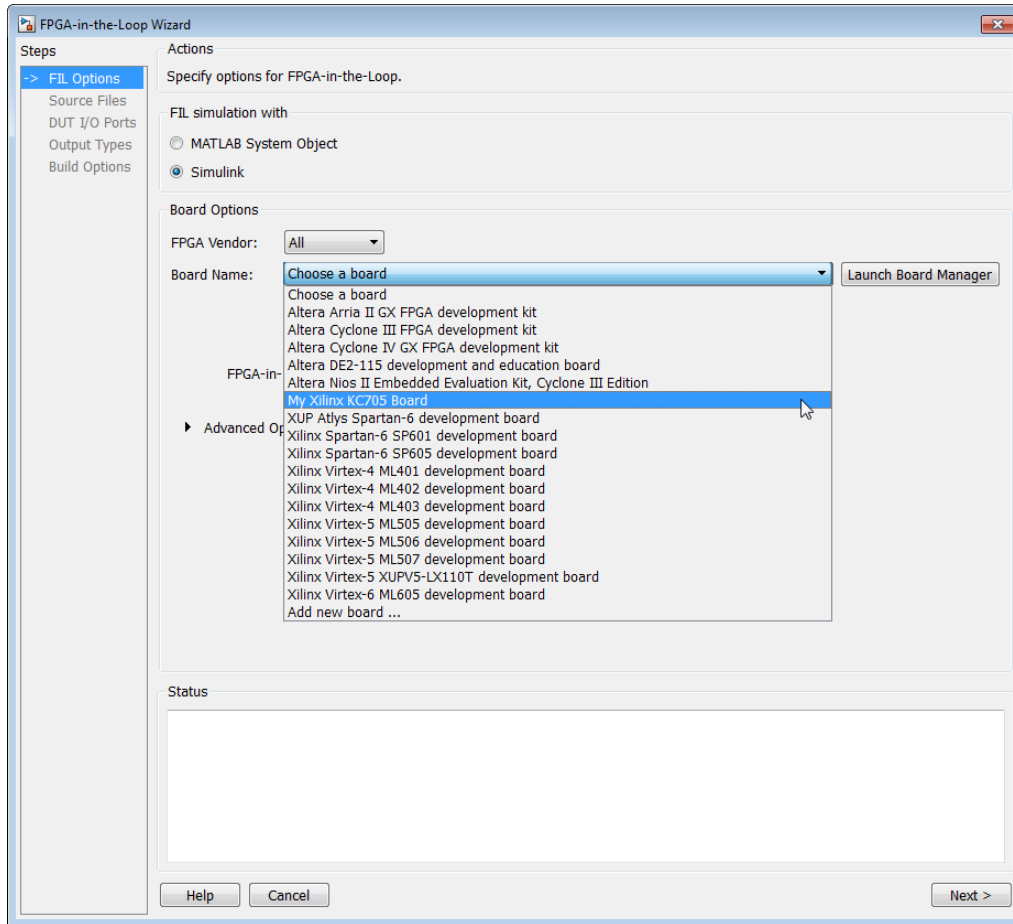 FPGA-in-the-Loop Wizard
Steps
-> FIL Options
Source Files
DUT I/O Ports
Output Types
Build Options
Actions
Specify options for FPGA-in-the-Loop.
FIL simulation with
MATLAB System Object
Simulink
Board Options
FPGA Vendor: All
Board Name: Choose a board Launch Board Manager
Choose a board
Altera Arria II GX FPGA development kit
Altera Cyclone III FPGA development kit
Altera Cyclone IV GX FPGA development kit
Altera DE2-115 development and education board
FPGA-in-
Altera Nios II Embedded Evaluation Kit, Cyclone III Edition
My Xilinx KC705 Board
XUP Atlys Spartan-6 development board
Advanced Op
Xilinx Spartan-6 SP601 development board
Xilinx Spartan-6 SP605 development board
Xilinx Virtex-4 ML401 development board
Xilinx Virtex-4 ML402 development board
Xilinx Virtex-4 ML403 development board
Xilinx Virtex-5 ML505 development board
Xilinx Virtex-5 ML506 development board
Xilinx Virtex-5 ML507 development board
Xilinx Virtex-5 XUPV5-LX110T development board
Xilinx Virtex-6 ML605 development board
Add new board ...
Status
Help Cancel Next >